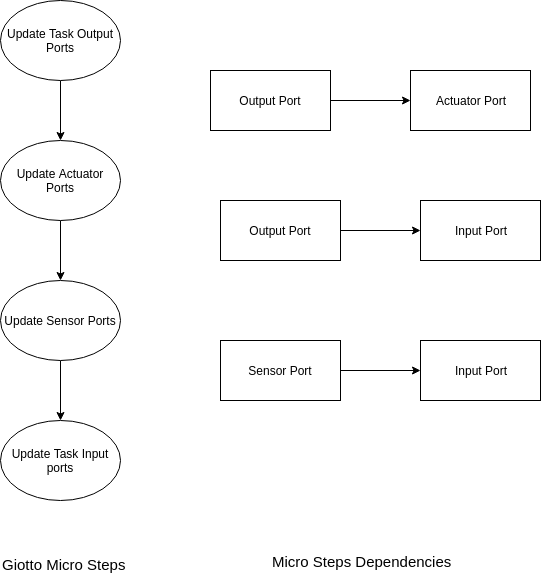 Update Task Output
Ports
Update Actuator
Ports
Update Sensor Ports
Update Task Input
ports
Giotto Micro Steps
Output Port
Actuator Port
Output Port
Input Port
Sensor Port
Input Port
Micro Steps Dependencies